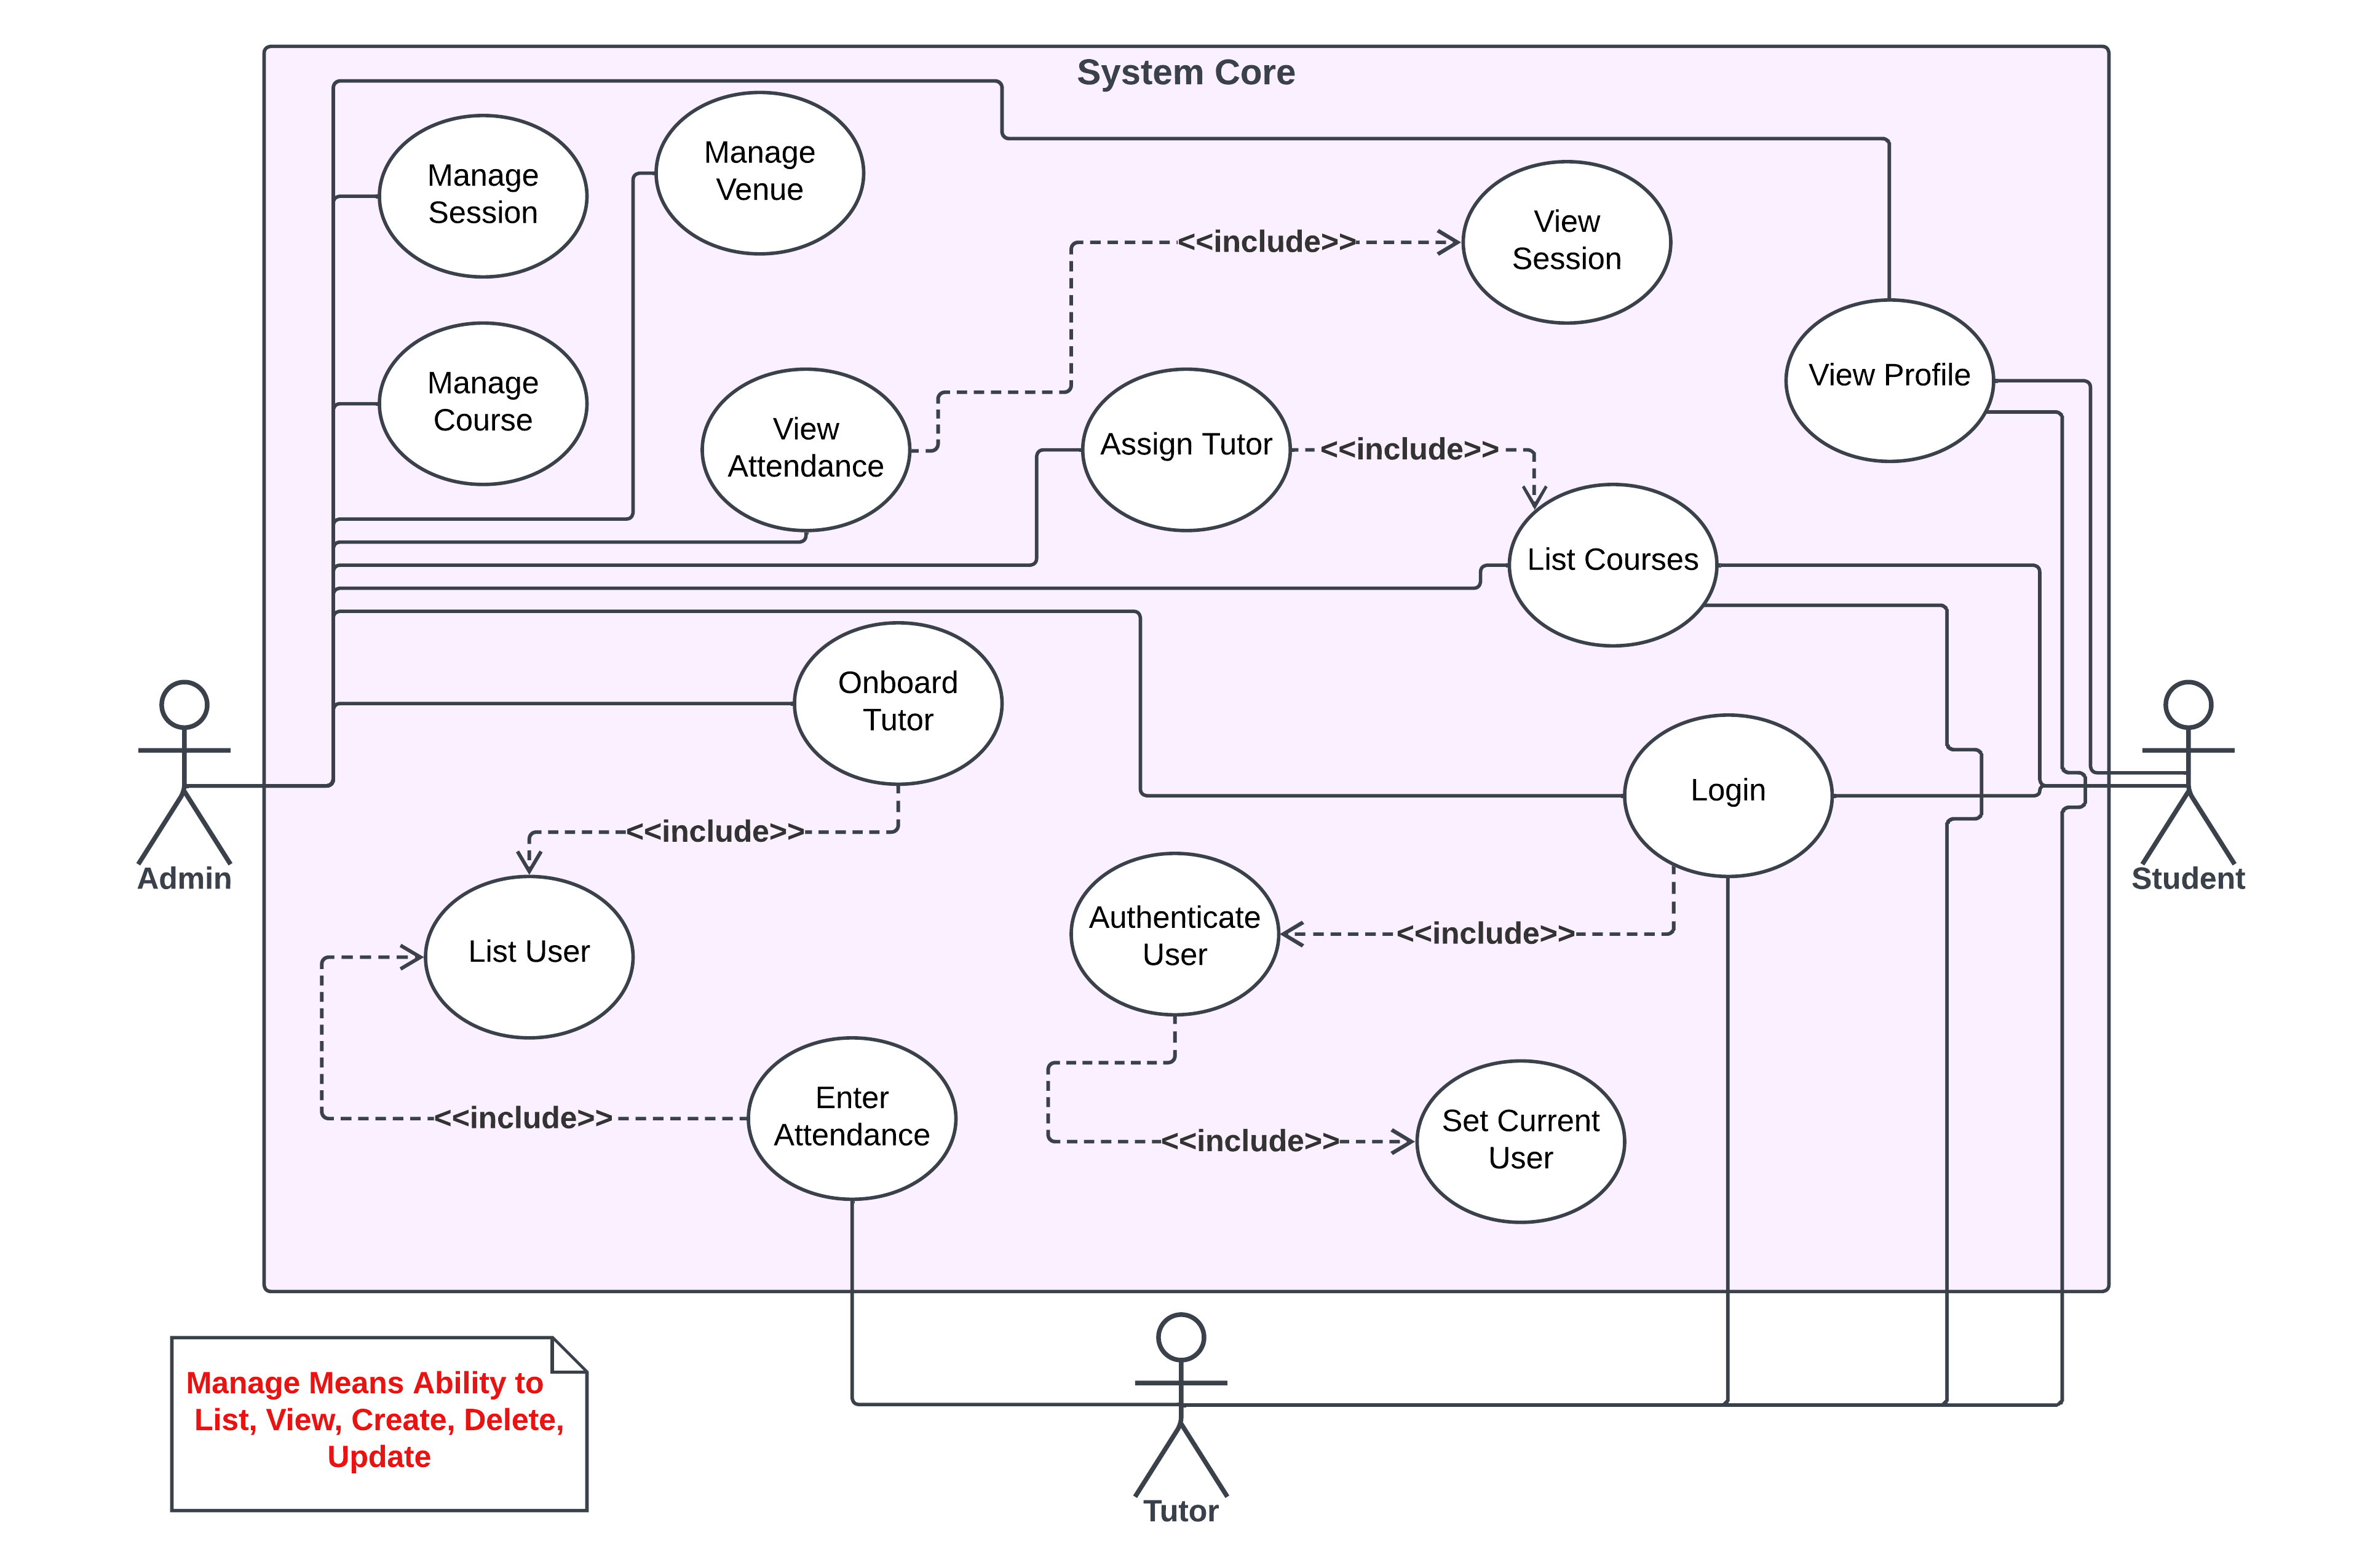 System Core
Manage
Session
Manage
Venue
<<include>>
View
Session
Manage
Course
View
Attendance
Assign Tutor
<<include>>
View Profile
List Courses
Onboard
Tutor
Login
<<include>>
Admin
Student
List User
Authenticate
User
<<include>>
<<include>>
Enter
Attendance
<<include>>
Set Current
User
Manage Means Ability to
List, View, Create, Delete,
Update
Tutor